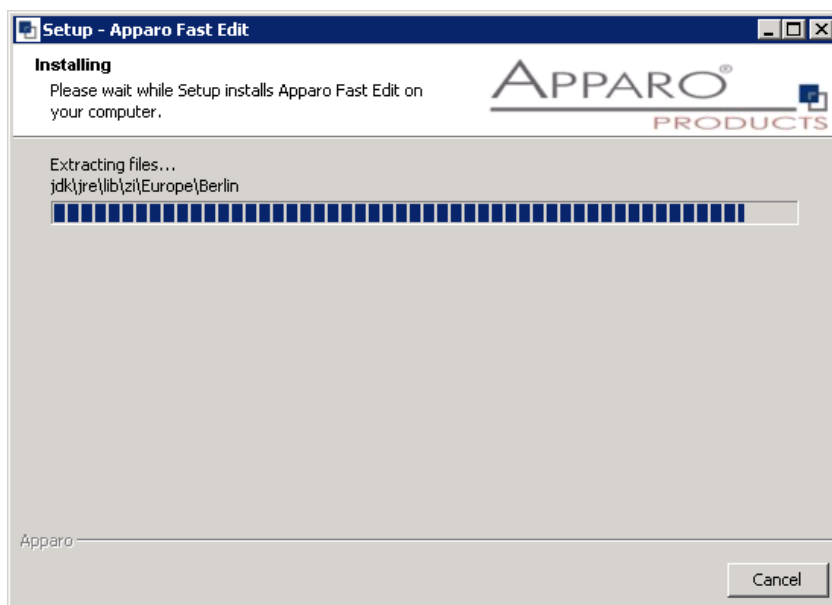 Setup - Apparo Fast Edit
Installing
Please wait while Setup installs Apparo Fast Edit on
your computer.
APPARO®
PRODUCTS
Extracting files...
jdk\jre\lib\zi\Europe\Berlin
Apparo
Cancel